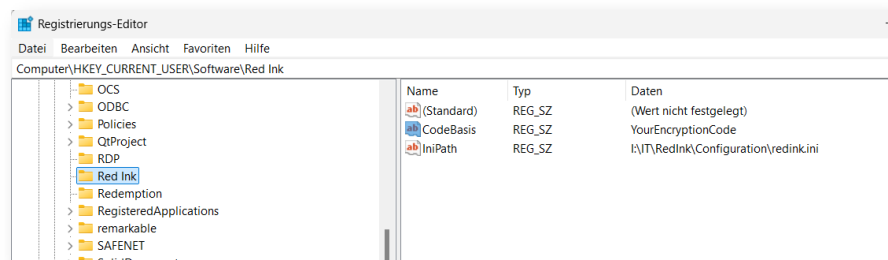 Registrierungs-Editor
Datei Bearbeiten Ansicht Favoriten Hilfe
Computer\HKEY_CURRENT_USER\Software\Red Ink
OCS
ODBC
Policies
QtProject
RDP
Red Ink
Redemption
RegisteredApplications
remarkable
SAFENET
Name Typ Daten
(Standard) REG_SZ (Wert nicht festgelegt)
CodeBasis REG_SZ YourEncryptionCode
IniPath REG_SZ I:\IT\RedInk\Configuration\redink.ini